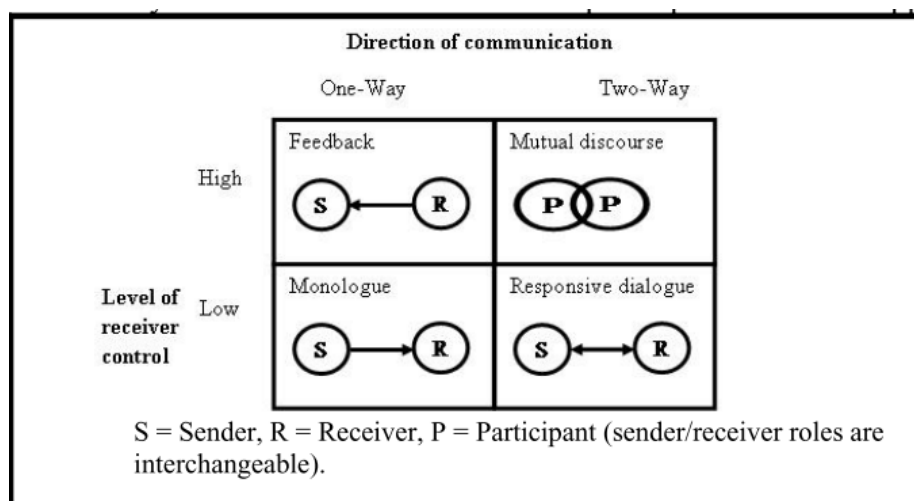 Direction of communication
One-Way Two-Way
Feedback Mutual discourse
High
S R P P
Monologue Responsive dialogue
Level of Low
receiver
control
S R S R
S = Sender, R = Receiver, P = Participant (sender/receiver roles are
interchangeable).